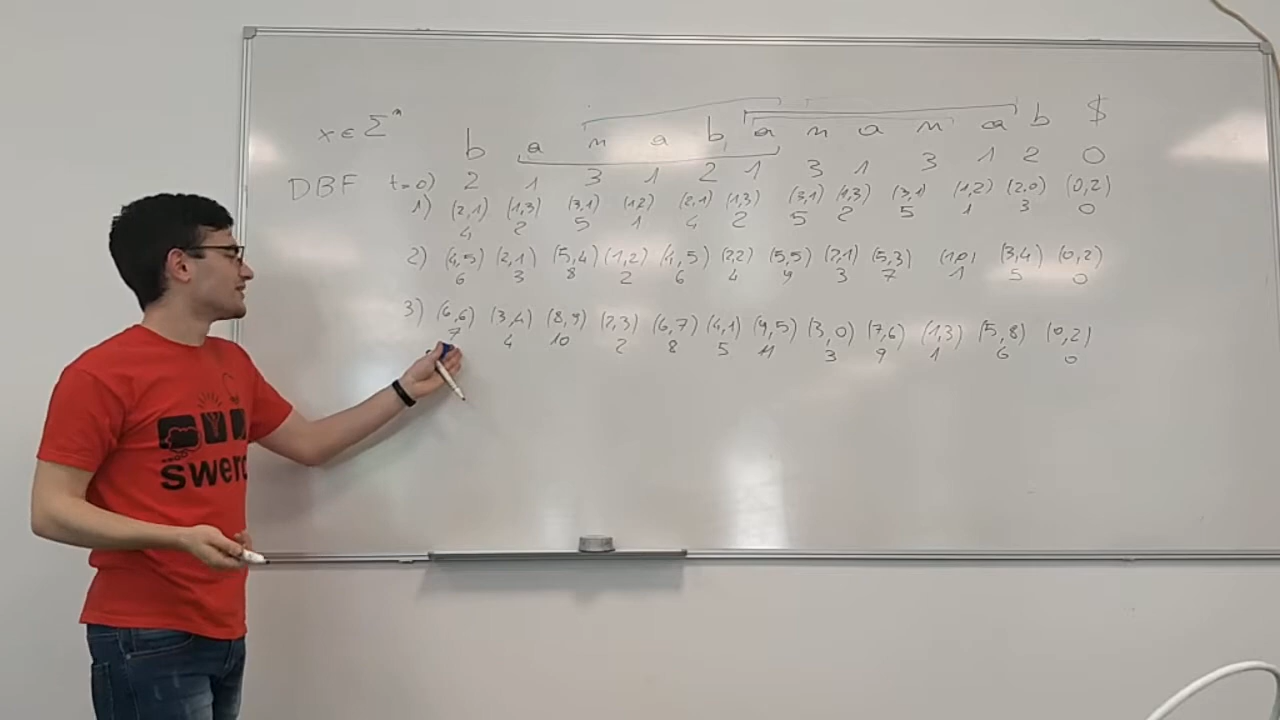 x ∈ Σⁿ b a n a b a n a n a b $
DBF t=0) 2 1 3 1 2 1 3 1 3 1 2 0
1) (2,1) (1,3) (3,1) (1,2) (2,1) (1,3) (3,1) (1,3) (3,1) (1,2) (2,0) (0,2)
4 2 5 1 4 2 5 2 5 1 3 0
2) (4,5) (2,1) (5,4) (1,2) (4,5) (2,2) (5,5) (2,1) (5,3) (1,0) (3,4) (0,2)
6 3 8 2 6 4 9 3 7 1 5 0
3) (6,6) (3,4) (8,9) (2,3) (6,7) (4,1) (9,5) (3,0) (7,6) (1,3) (5,8) (0,2)
7 4 10 2 8 5 11 3 9 1 6 0
swerc